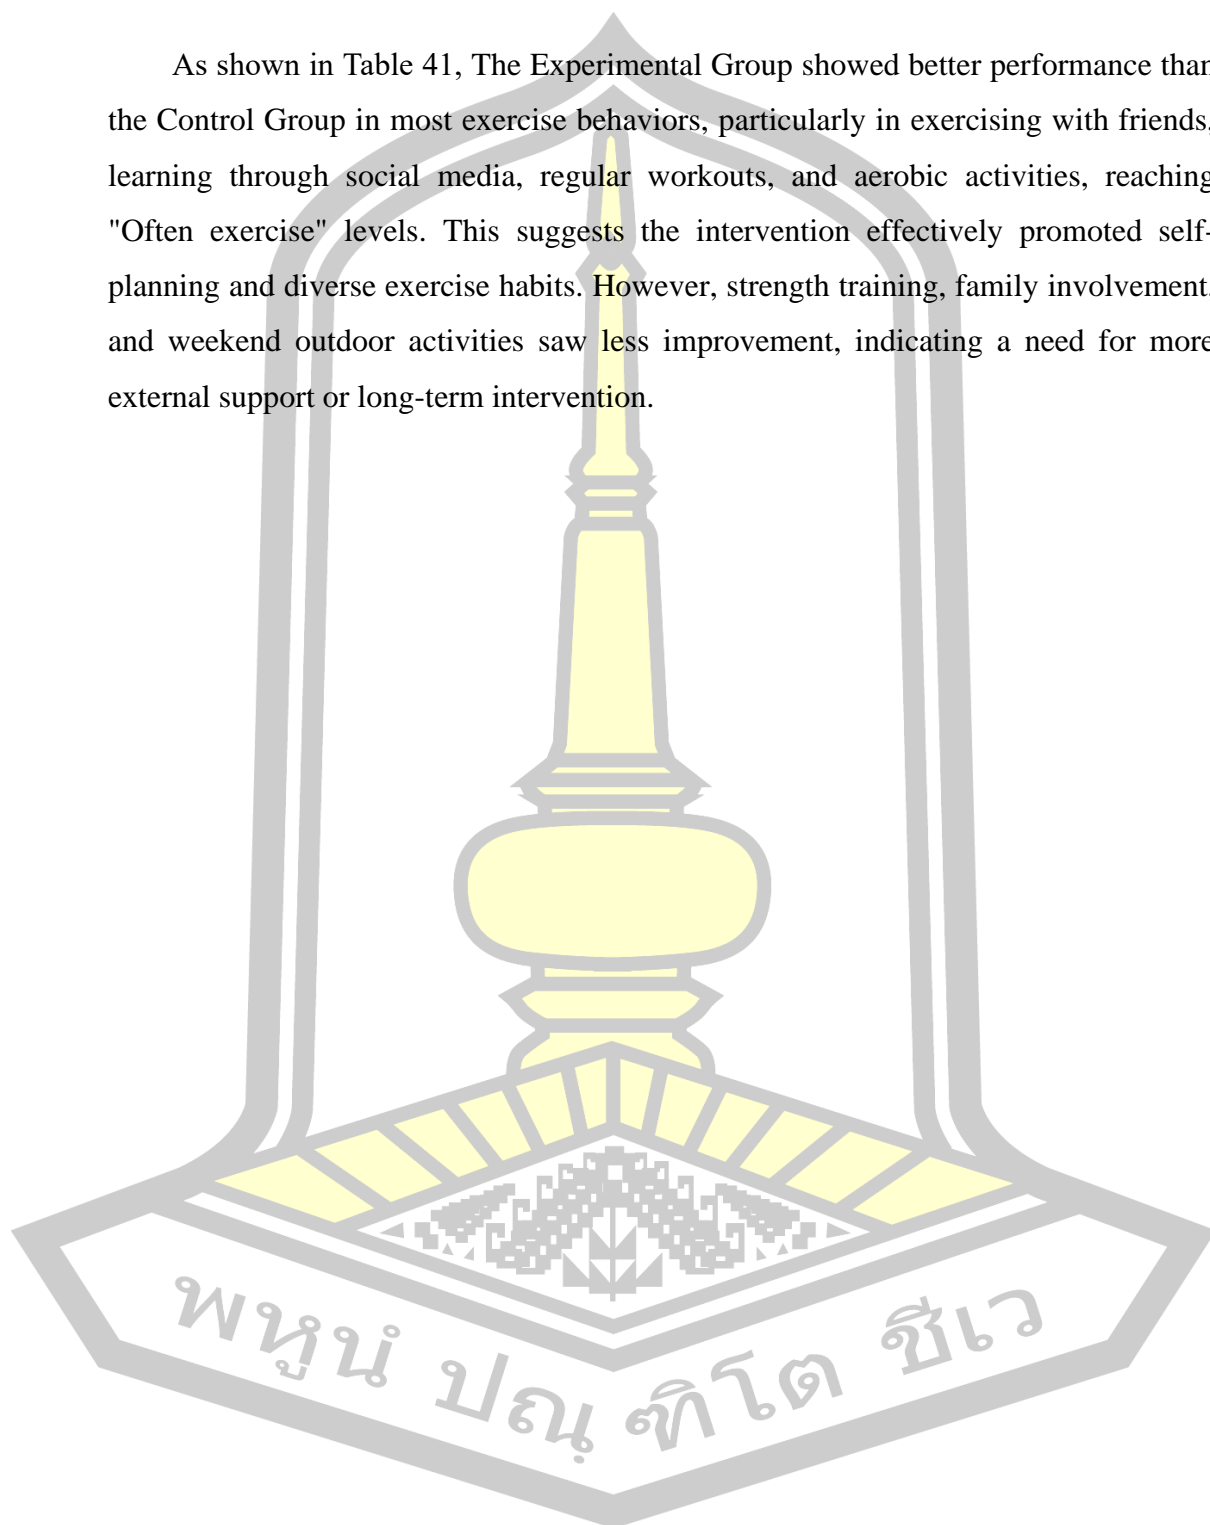 As shown in Table 41, The Experimental Group showed better performance than
the Control Group in most exercise behaviors, particularly in exercising with friends,
learning through social media, regular workouts, and aerobic activities, reaching
"Often exercise" levels. This suggests the intervention effectively promoted self-
planning and diverse exercise habits. However, strength training, family involvement,
and weekend outdoor activities saw less improvement, indicating a need for more
external support or long-term intervention.
พหูนํ ปณฺฑิโต ชีเว